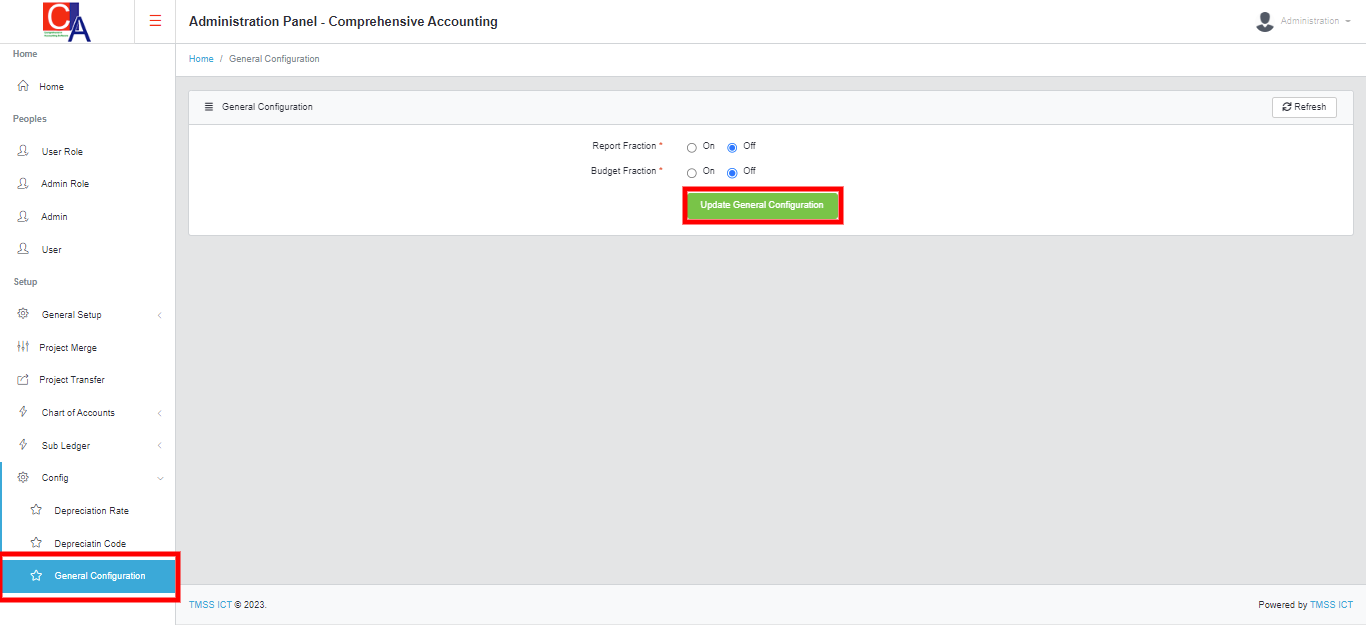 CA
Administration Panel - Comprehensive Accounting
Administration
Home
Home / General Configuration
Home
General Configuration
Refresh
Peoples
Report Fraction * On Off
User Role
Budget Fraction * On Off
Admin Role
Update General Configuration
Admin
User
Setup
General Setup
Project Merge
Project Transfer
Chart of Accounts
Sub Ledger
Config
Depreciation Rate
Depreciatin Code
General Configuration
TMSS ICT © 2023.
Powered by TMSS ICT